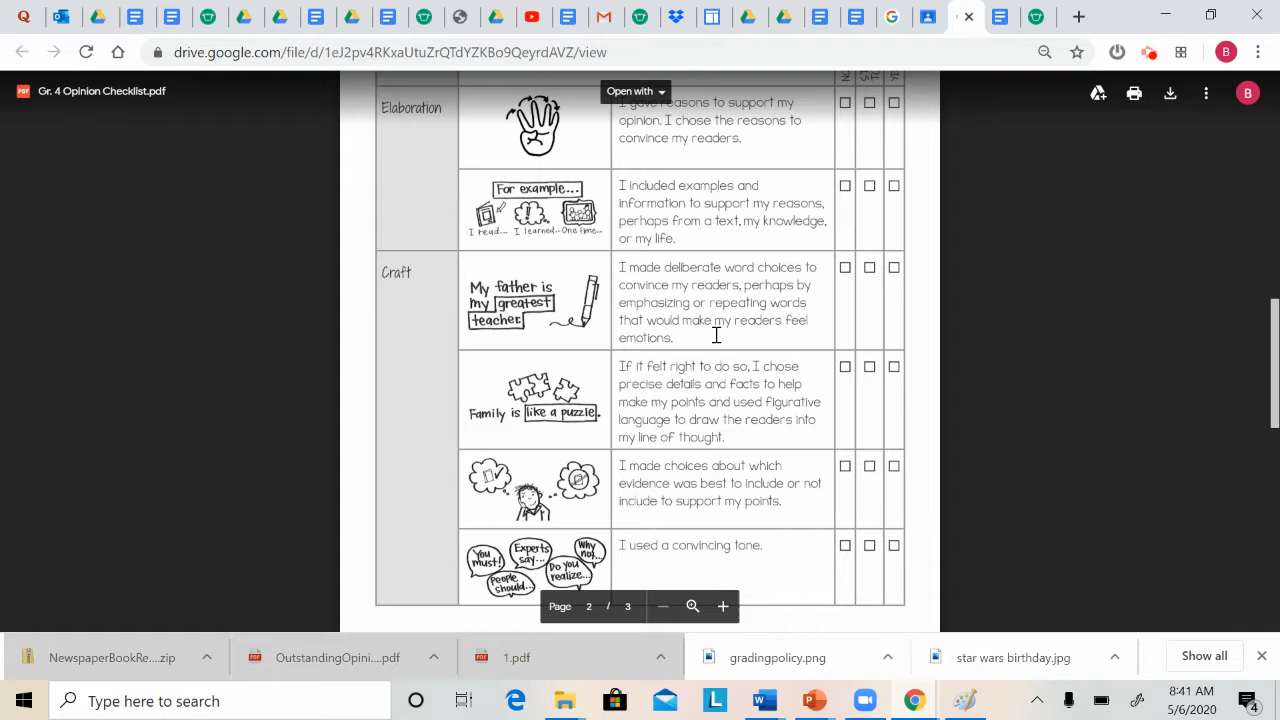 drive.google.com/file/d/1eJ2pv4RKxaUtuZrQTdYZKBo9QeyrdAVZ/view
B
Gr. 4 Opinion Checklist.pdf
Open with
B
Elaboration
I gave reasons to support my
opinion. I chose the reasons to
convince my readers.
For example...
I read... I learned... One time...
I included examples and
information to support my reasons,
perhaps from a text, my knowledge,
or my life.
Craft
My father is
my greatest
teacher.
I made deliberate word choices to
convince my readers, perhaps by
emphasizing or repeating words
that would make my readers feel
emotions.
Family is like a puzzle.
If it felt right to do so, I chose
precise details and facts to help
make my points and used figurative
language to draw the readers into
my line of thought.
I made choices about which
evidence was best to include or not
include to support my points.
You must!
Experts say...
Why not...
People should...
Do you realize...
I used a convincing tone.
Page 2 / 3
NewspaperBookRe....zip
OutstandingOpini....pdf
1.pdf
gradingpolicy.png
star wars birthday.jpg
Show all
Type here to search
8:41 AM
5/6/2020
4